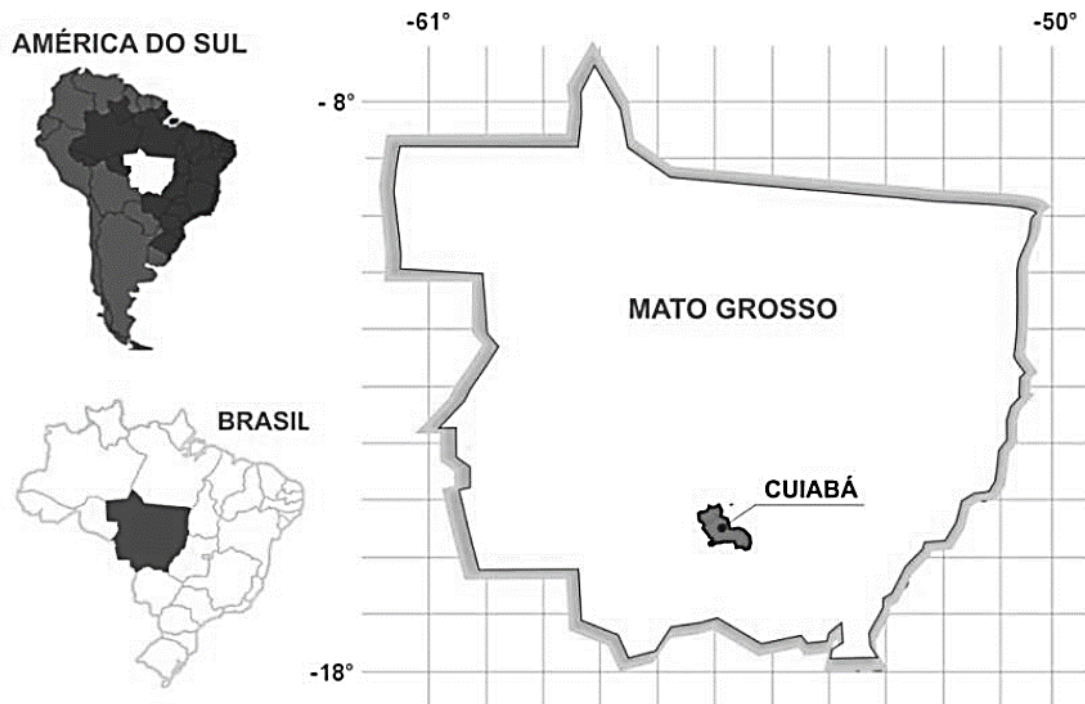 AMÉRICA DO SUL
BRASIL
-61°
-50°
- 8°
MATO GROSSO
CUIABÁ
-18°